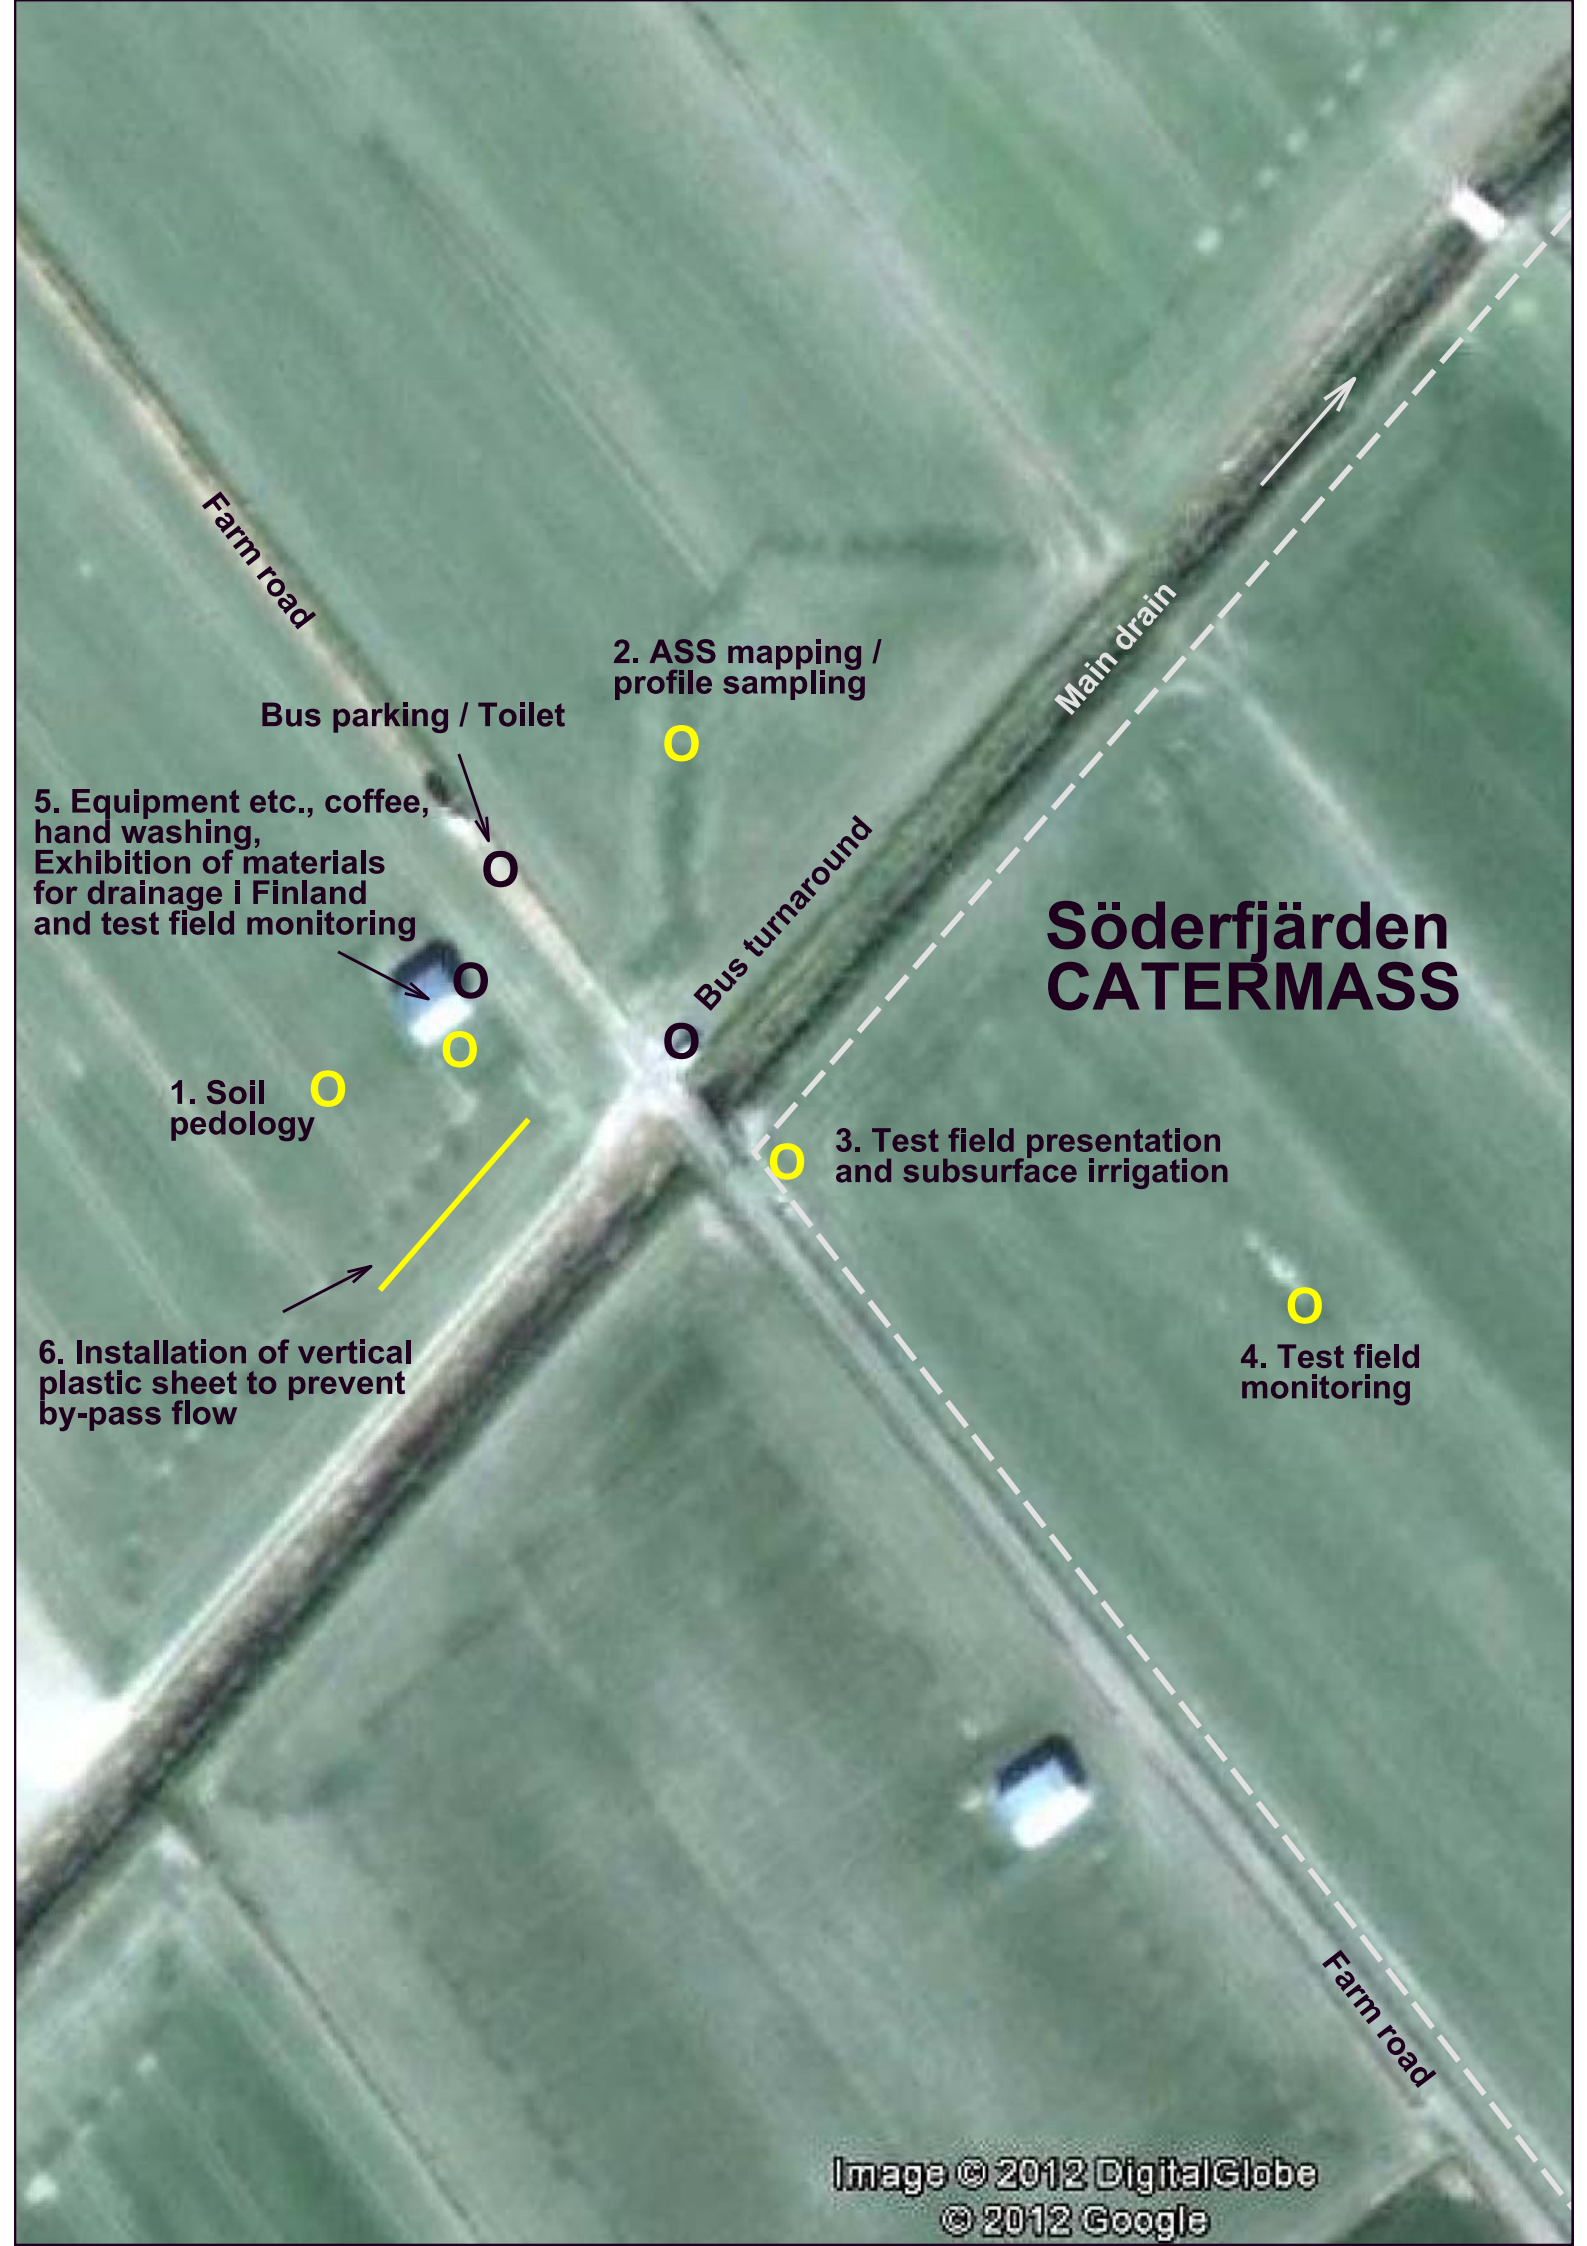 Farm road
2. ASS mapping /
profile sampling
Main drain
Bus parking / Toilet
5. Equipment etc., coffee,
hand washing,
Exhibition of materials
for drainage i Finland
and test field monitoring
Bus turnaround
Söderfjärden
CATERMASS
1. Soil
pedology
3. Test field presentation
and subsurface irrigation
6. Installation of vertical
plastic sheet to prevent
by-pass flow
4. Test field
monitoring
Farm road
Image © 2012 DigitalGlobe
© 2012 Google